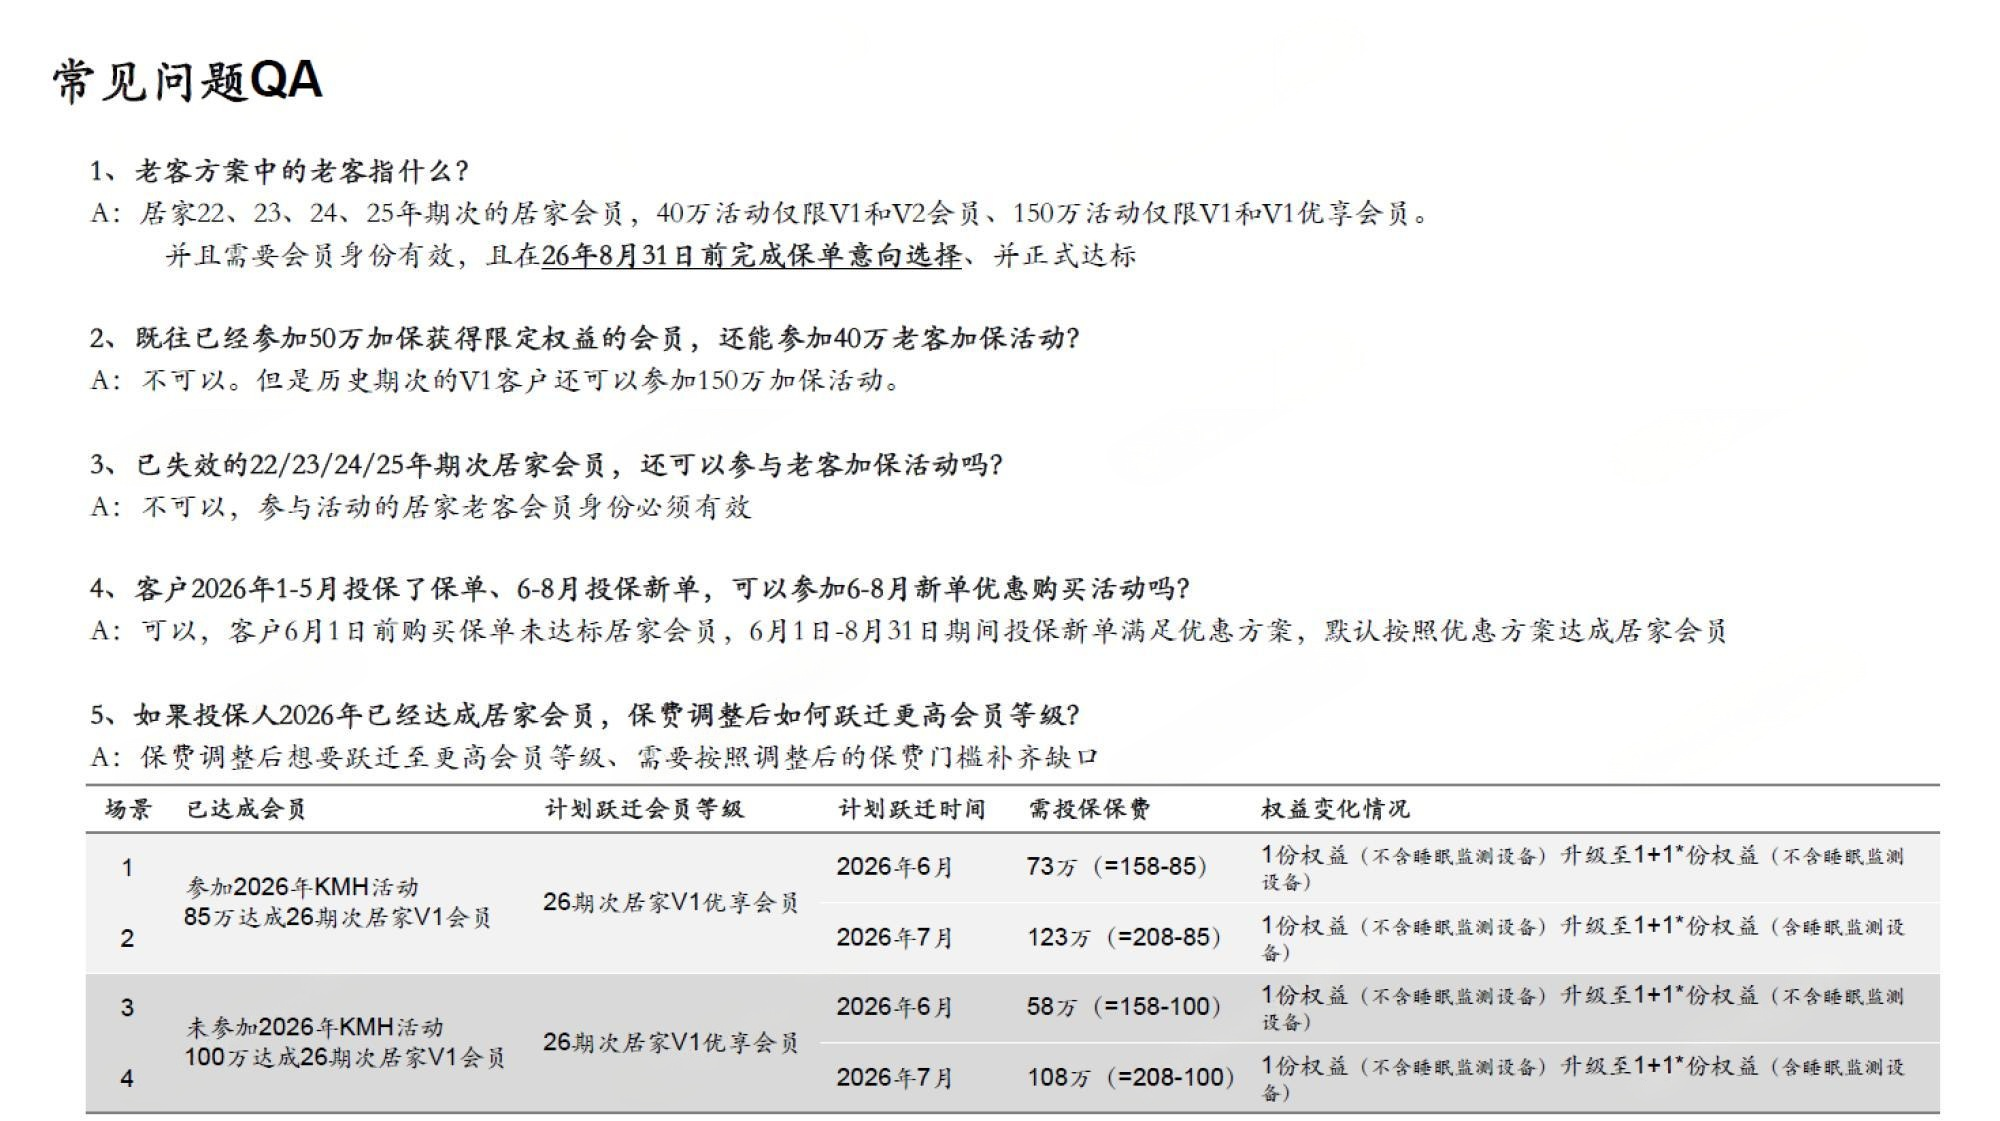 常见问题QA
1、老客方案中的老客指什么？
A：居家22、23、24、25年期次的居家会员，40万活动仅限V1和V2会员、150万活动仅限V1和V1优享会员。
并且需要会员身份有效，且在26年8月31日前完成保单意向选择、并正式达标
2、既往已经参加50万加保获得限定权益的会员，还能参加40万老客加保活动？
A：不可以。但是历史期次的V1客户还可以参加150万加保活动。
3、已失效的22/23/24/25年期次居家会员，还可以参与老客加保活动吗？
A：不可以，参与活动的居家老客会员身份必须有效
4、客户2026年1-5月投保了保单、6-8月投保新单，可以参加6-8月新单优惠购买活动吗？
A：可以，客户6月1日前购买保单未达标居家会员，6月1日-8月31日期间投保新单满足优惠方案，默认按照优惠方案达成居家会员
5、如果投保人2026年已经达成居家会员，保费调整后如何跃迁更高会员等级？
A：保费调整后想要跃迁至更高会员等级、需要按照调整后的保费门槛补齐缺口
场景 已达成会员 计划跃迁会员等级 计划跃迁时间 需投保保费 权益变化情况
1
参加2026年KMH活动
85万达成26期次居家V1会员
26期次居家V1优享会员
2026年6月 73万（=158-85）
1份权益（不含睡眠监测设备）升级至1+1*份权益（不含睡眠监测
设备）
2
2026年7月 123万（=208-85）
1份权益（不含睡眠监测设备）升级至1+1*份权益（含睡眠监测设
备）
3
未参加2026年KMH活动
100万达成26期次居家V1会员
26期次居家V1优享会员
2026年6月 58万（=158-100）
1份权益（不含睡眠监测设备）升级至1+1*份权益（不含睡眠监测
设备）
4
2026年7月 108万（=208-100）
1份权益（不含睡眠监测设备）升级至1+1*份权益（含睡眠监测设
备）